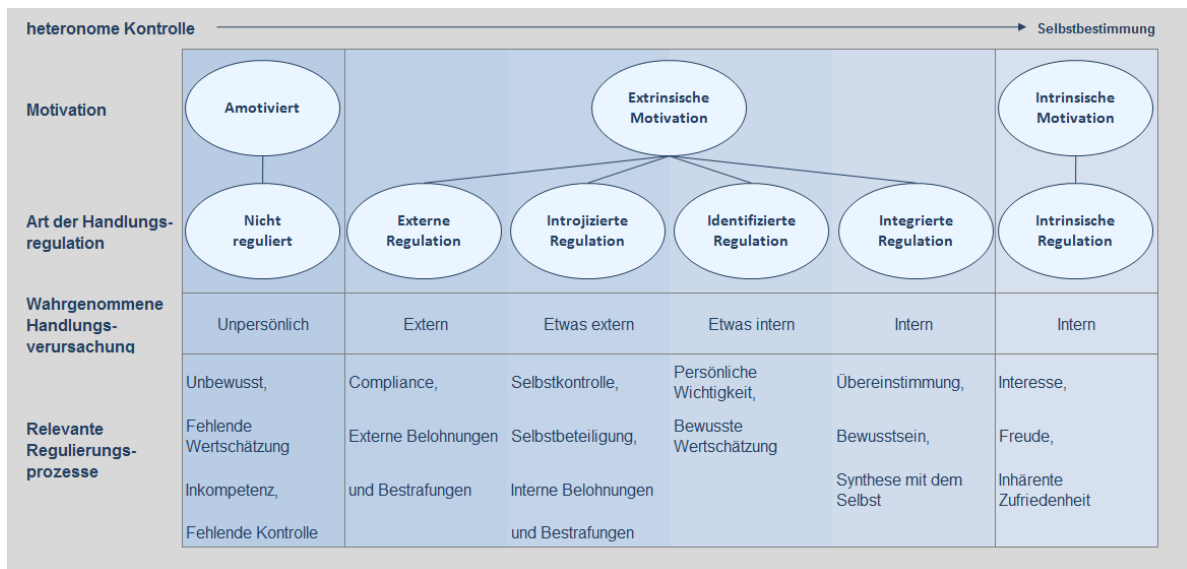 heteronome Kontrolle
Selbstbestimmung
Motivation
Amotiviert
Extrinsische
Motivation
Intrinsische
Motivation
Art der Handlungs-
regulation
Nicht
reguliert
Externe
Regulation
Introjizierte
Regulation
Identifizierte
Regulation
Integrierte
Regulation
Intrinsische
Regulation
Wahrgenommene
Handlungs-
verursachung
Unpersönlich
Extern
Etwas extern
Etwas intern
Intern
Intern
Relevante
Regulierungs-
prozesse
Unbewusst,
Fehlende
Wertschätzung
Inkompetenz,
Fehlende Kontrolle
Compliance,
Externe Belohnungen
und Bestrafungen
Selbstkontrolle,
Selbstbeteiligung,
Interne Belohnungen
und Bestrafungen
Persönliche
Wichtigkeit,
Bewusste
Wertschätzung
Übereinstimmung,
Bewusstsein,
Synthese mit dem
Selbst
Interesse,
Freude,
Inhärente
Zufriedenheit